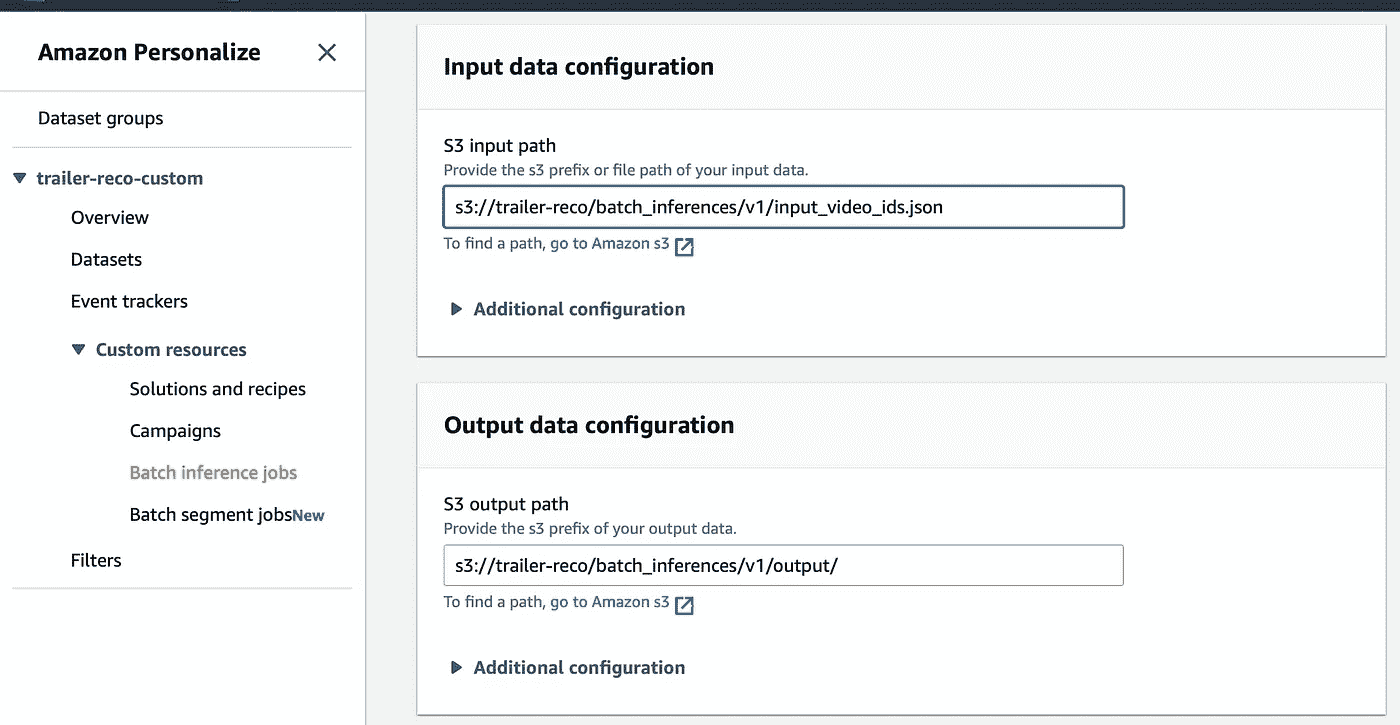 Amazon Personalize
Dataset groups
trailer-reco-custom
Overview
Datasets
Event trackers
Custom resources
Solutions and recipes
Campaigns
Batch inference jobs
Batch segment jobsNew
Filters
Input data configuration
S3 input path
Provide the s3 prefix or file path of your input data.
s3://trailer-reco/batch_inferences/v1/input_video_ids.json
To find a path, go to Amazon s3
Additional configuration
Output data configuration
S3 output path
Provide the s3 prefix of your output data.
s3://trailer-reco/batch_inferences/v1/output/
To find a path, go to Amazon s3
Additional configuration